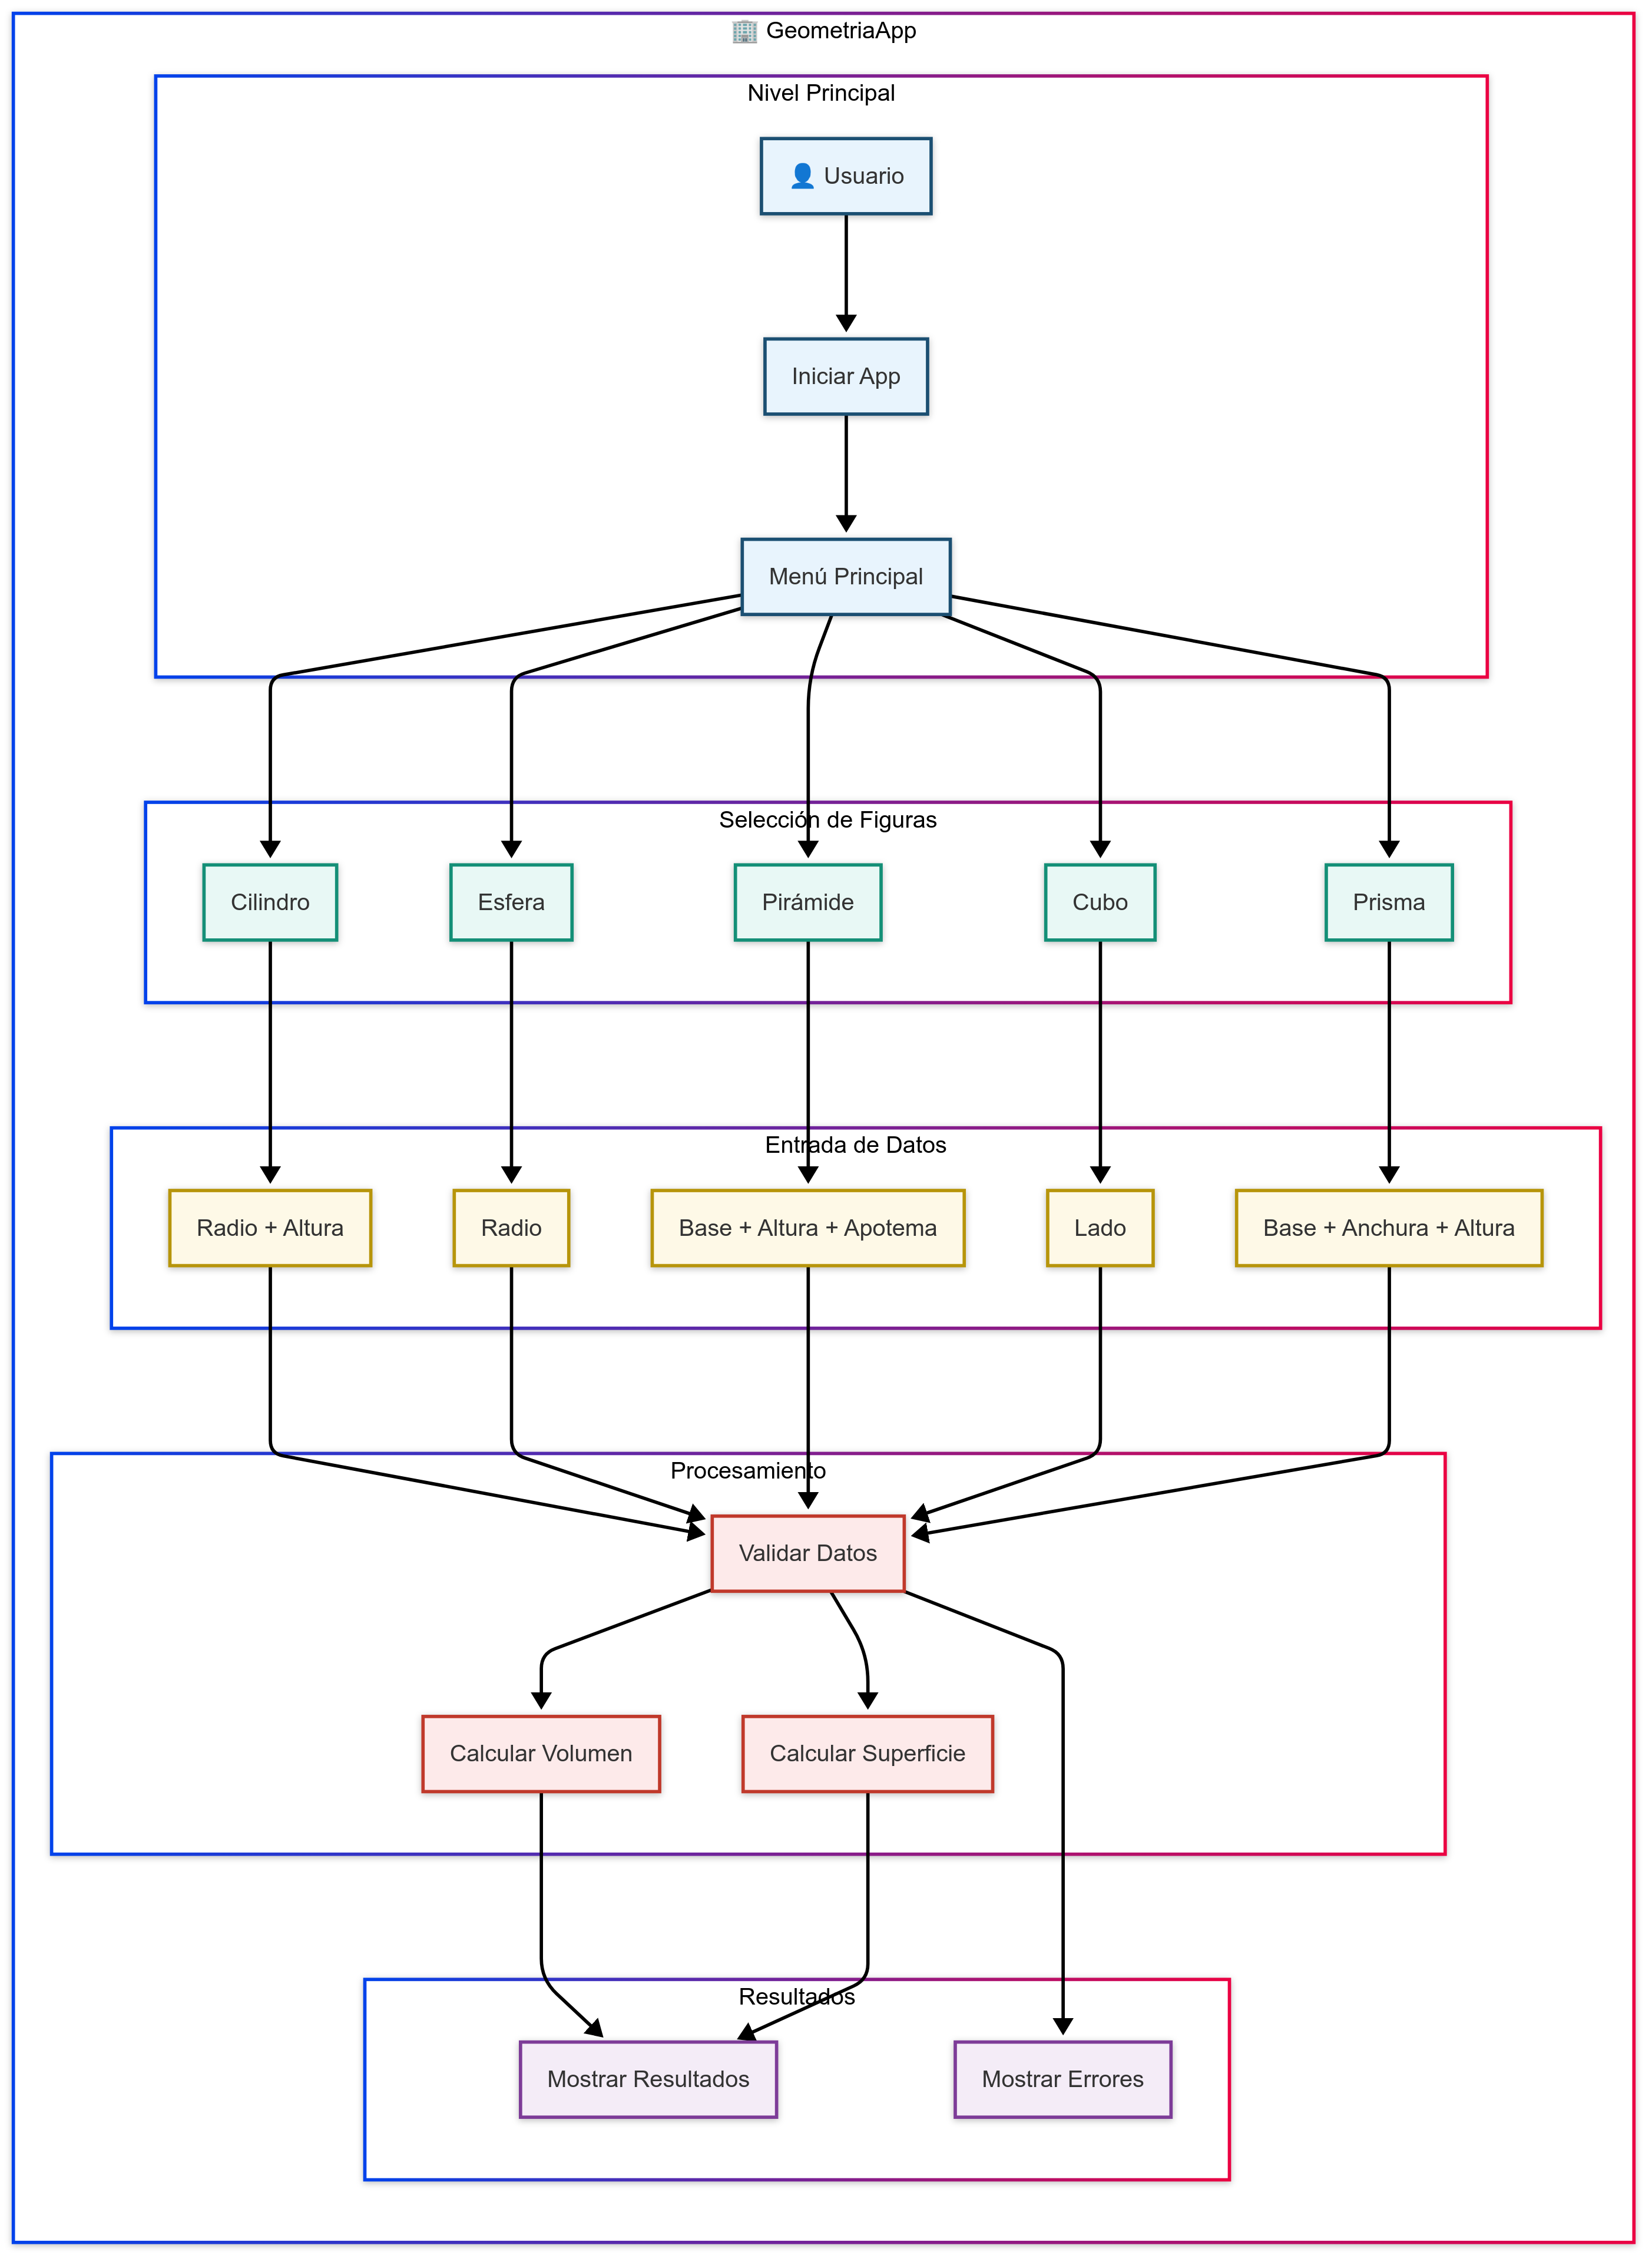 🏢 GeometriaApp
Nivel Principal
👤 Usuario
Iniciar App
Menú Principal
Selección de Figuras
Cilindro
Esfera
Pirámide
Cubo
Prisma
Entrada de Datos
Radio + Altura
Radio
Base + Altura + Apotema
Lado
Base + Anchura + Altura
Procesamiento
Validar Datos
Calcular Volumen
Calcular Superficie
Resultados
Mostrar Resultados
Mostrar Errores